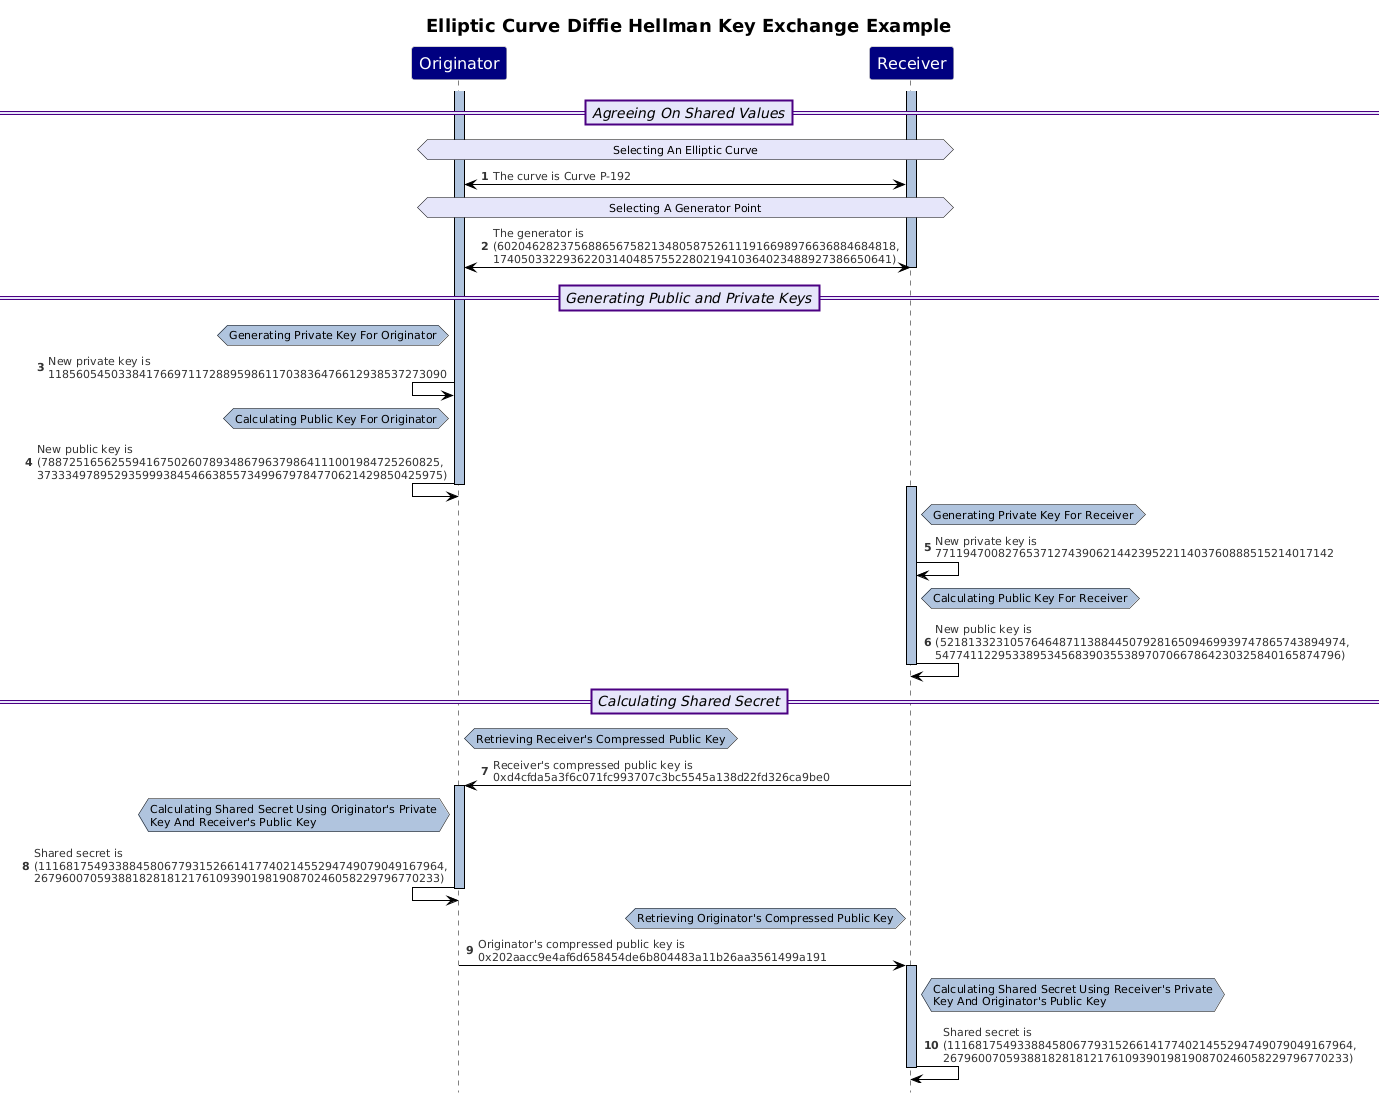 Elliptic Curve Diffie Hellman Key Exchange Example
Originator
Receiver
Agreeing On Shared Values
Selecting An Elliptic Curve
1 The curve is Curve P-192
Selecting A Generator Point
The generator is
2 (602046282375688656758213480587526111916698976636884684818,
174050332293622031404857552280219410364023488927386650641)
Generating Public and Private Keys
Generating Private Key For Originator
3 New private key is
1185605450338417669711728895986117038364766129385372730​90
Calculating Public Key For Originator
New public key is
4 (788725165625594167502607893486796379864111001984725260825,
3733349789529359993845466385573499679784770621429850425975)
Generating Private Key For Receiver
5 New private key is
771194700827653712743906214423952211403760888515214017142
Calculating Public Key For Receiver
New public key is
6 (5218133231057646487113884450792816509469939747865743894974,
5477411229533895345683903553897070667864230325840165874796)
Calculating Shared Secret
Retrieving Receiver's Compressed Public Key
7 Receiver's compressed public key is
0xd4cfda5a3f6c071fc993707c3bc5545a138d22fd326ca9be0
Calculating Shared Secret Using Originator's Private
Key And Receiver's Public Key
Shared secret is
8 (1116817549338845806779315266141774021455294749079049167964,
2679600705938818281812176109390198190870246058229796770233)
Retrieving Originator's Compressed Public Key
9 Originator's compressed public key is
0x202aacc9e4af6d658454de6b804483a11b26aa3561499a191
Calculating Shared Secret Using Receiver's Private
Key And Originator's Public Key
Shared secret is
10 (1116817549338845806779315266141774021455294749079049167964,
2679600705938818281812176109390198190870246058229796770233)